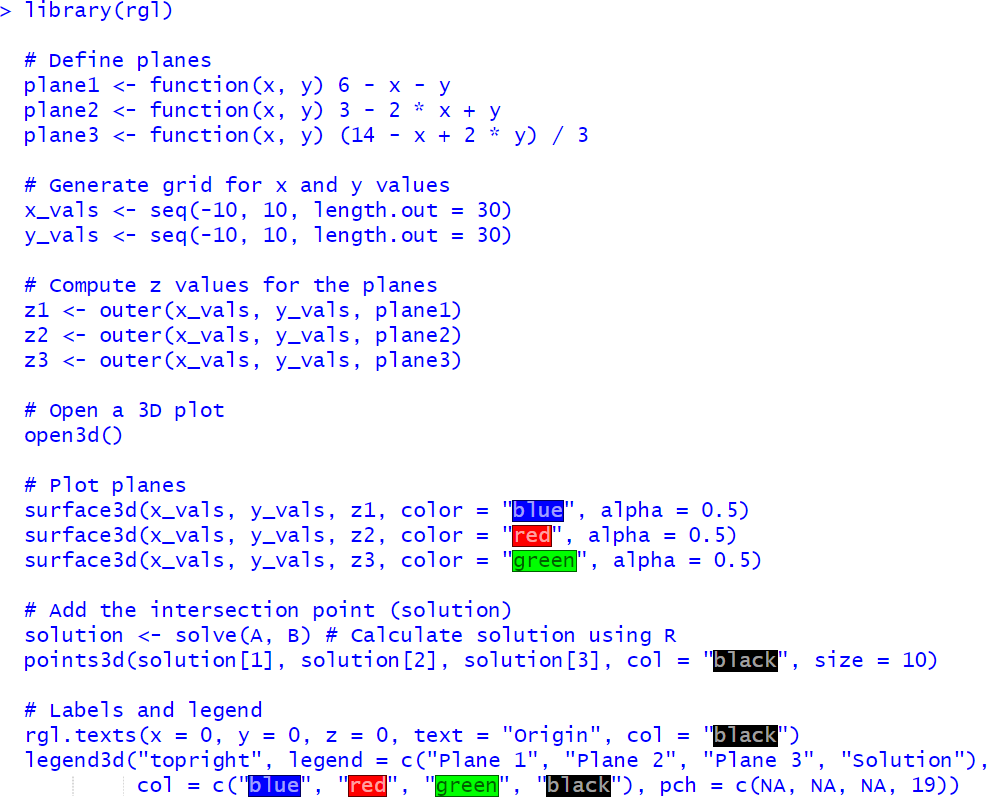 > library(rgl)
# Define planes
plane1 <- function(x, y) 6 - x - y
plane2 <- function(x, y) 3 - 2 * x + y
plane3 <- function(x, y) (14 - x + 2 * y) / 3
# Generate grid for x and y values
x_vals <- seq(-10, 10, length.out = 30)
y_vals <- seq(-10, 10, length.out = 30)
# Compute z values for the planes
z1 <- outer(x_vals, y_vals, plane1)
z2 <- outer(x_vals, y_vals, plane2)
z3 <- outer(x_vals, y_vals, plane3)
# Open a 3D plot
open3d()
# Plot planes
surface3d(x_vals, y_vals, z1, color = "blue", alpha = 0.5)
surface3d(x_vals, y_vals, z2, color = "red", alpha = 0.5)
surface3d(x_vals, y_vals, z3, color = "green", alpha = 0.5)
# Add the intersection point (solution)
solution <- solve(A, B) # Calculate solution using R
points3d(solution[1], solution[2], solution[3], col = "black", size = 10)
# Labels and legend
rgl.texts(x = 0, y = 0, z = 0, text = "Origin", col = "black")
legend3d("topright", legend = c("Plane 1", "Plane 2", "Plane 3", "Solution"),
col = c("blue", "red", "green", "black"), pch = c(NA, NA, NA, 19))